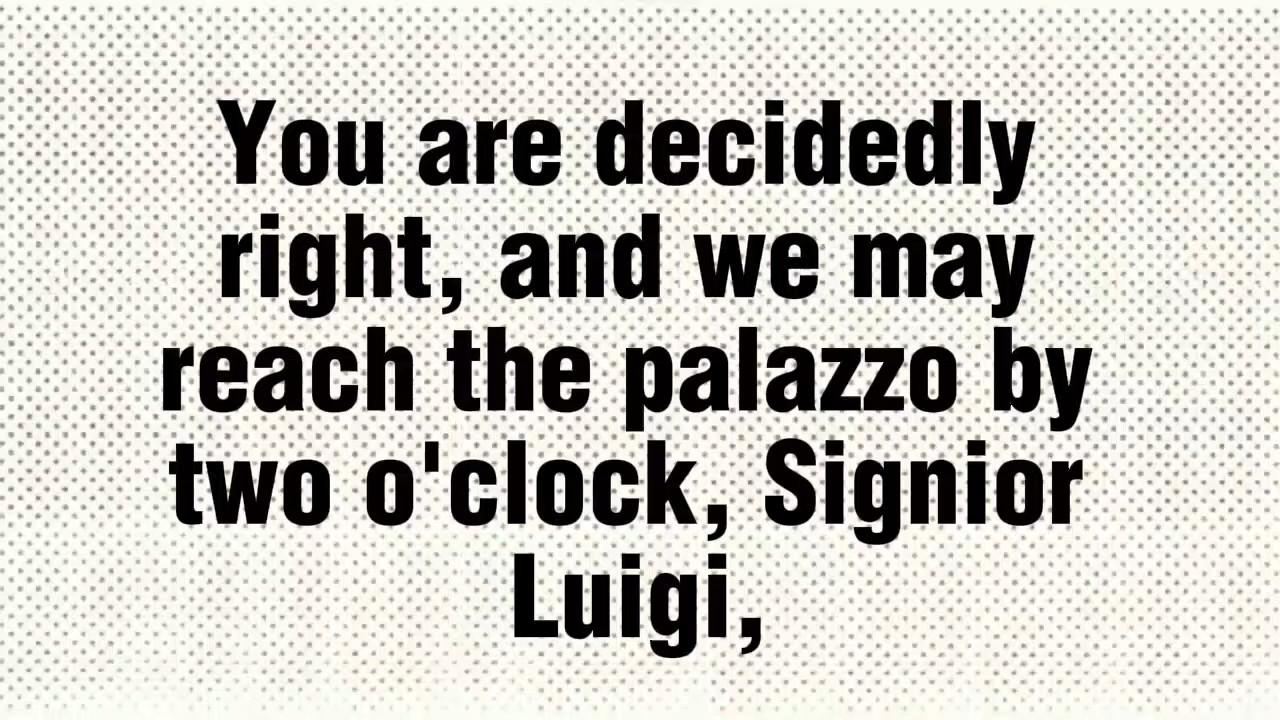 You are decidedly
right, and we may
reach the palazzo by
two o'clock, Signior
Luigi,